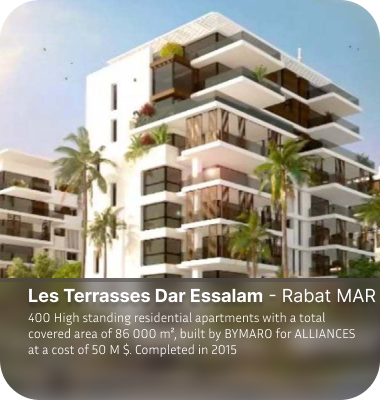 Les Terrasses Dar Essalam - Rabat MAR
400 High standing residential apartments with a total
covered area of 86 000 m², built by BYMARO for ALLIANCES
at a cost of 50 M $. Completed in 2015